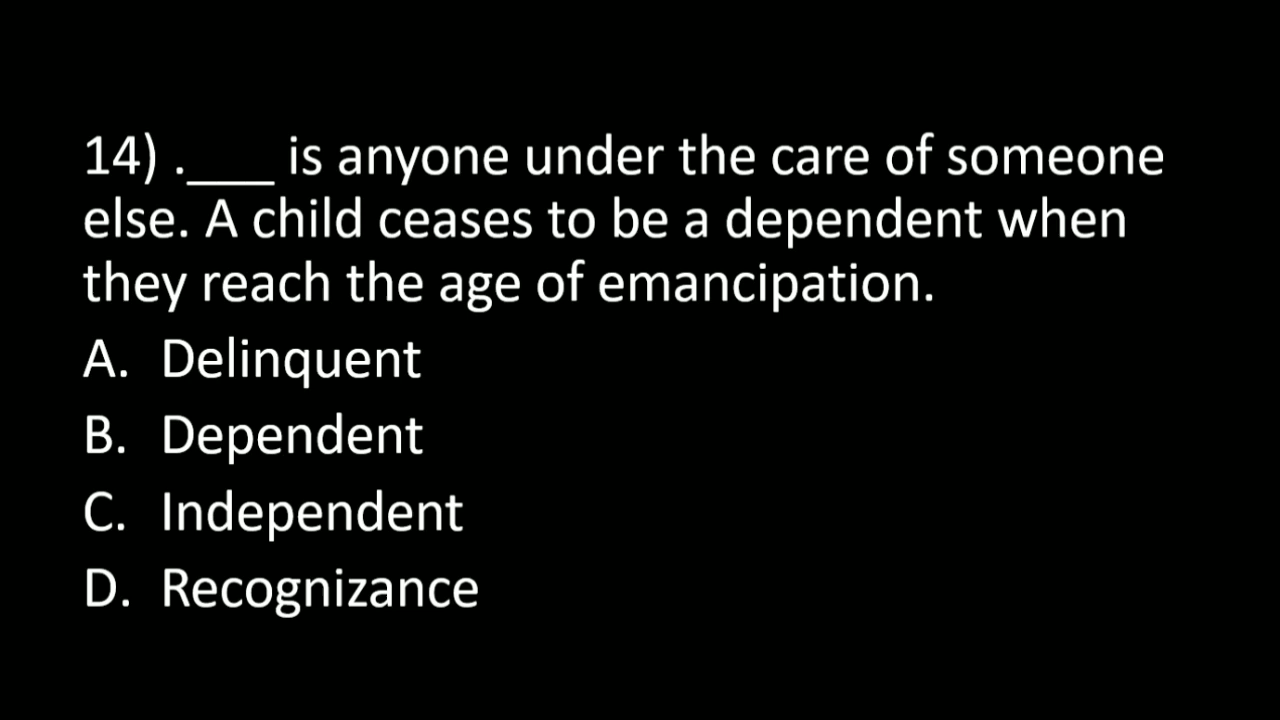 14) .___ is anyone under the care of someone
else. A child ceases to be a dependent when
they reach the age of emancipation.
A. Delinquent
B. Dependent
C. Independent
D. Recognizance